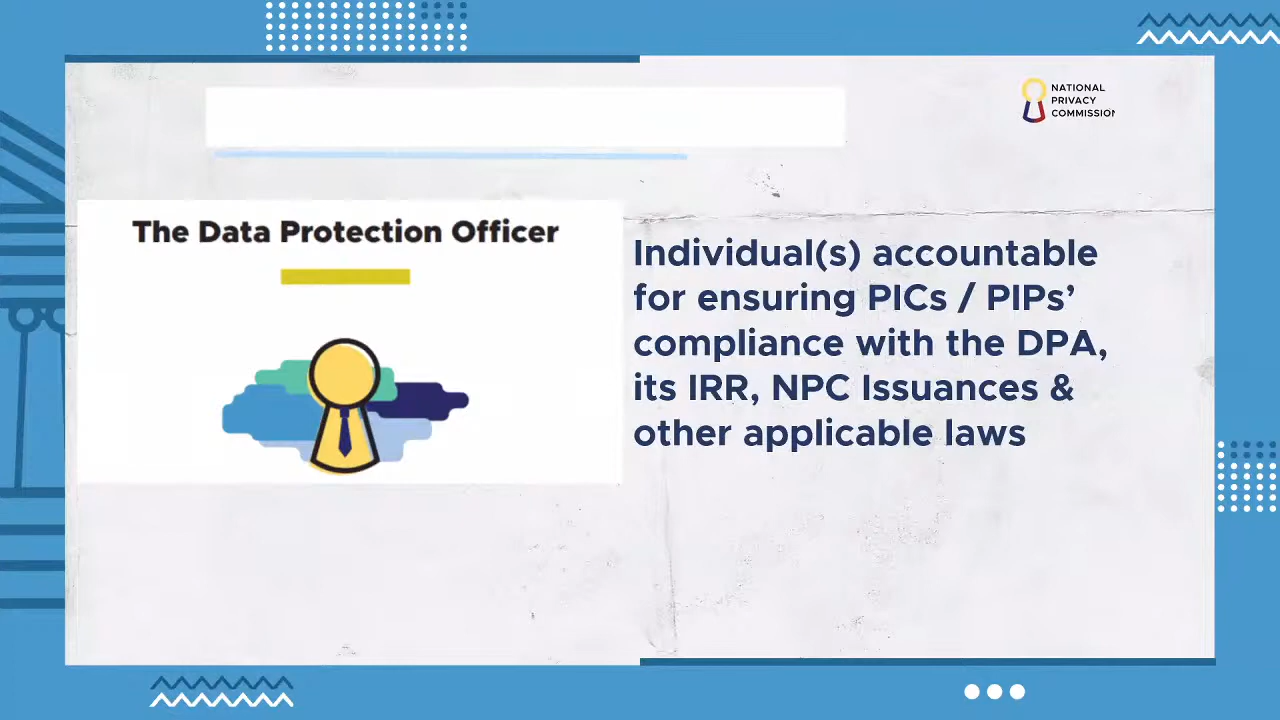 NATIONAL
PRIVACY
COMMISSION
The Data Protection Officer
Individual(s) accountable
for ensuring PICs / PIPs’
compliance with the DPA,
its IRR, NPC Issuances &
other applicable laws